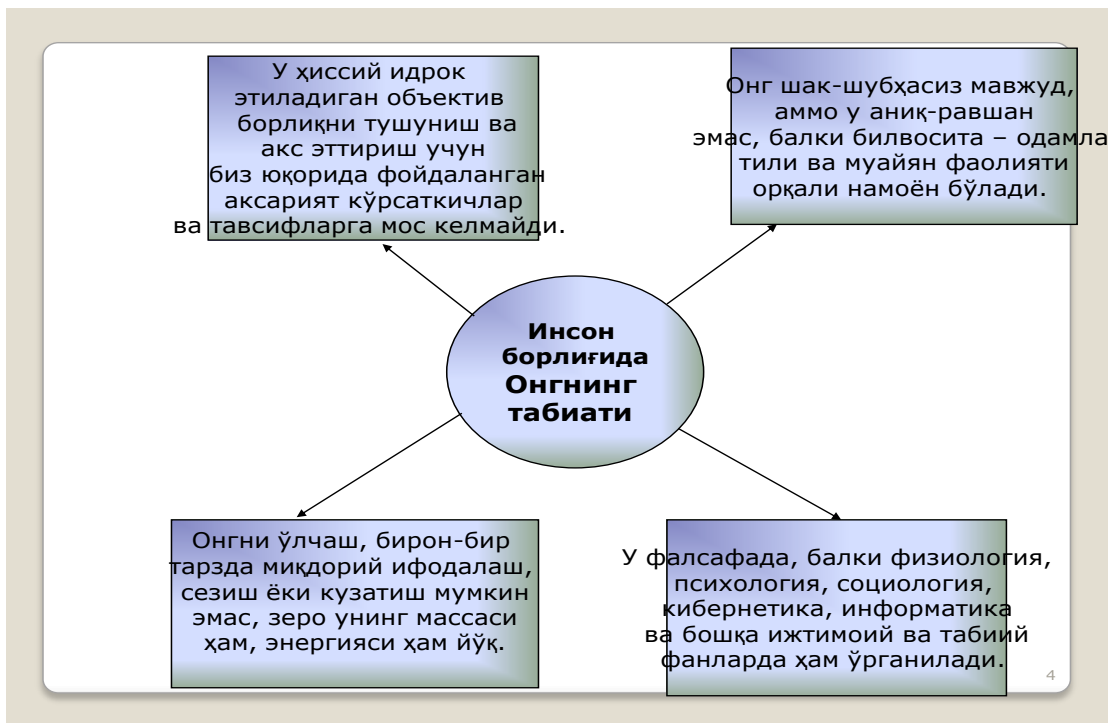 У ҳиссий идрок
этиладиган объектив
борлиқни тушуниш ва
акс эттириш учун
биз юқорида фойдаланган
аксарият кўрсаткичлар
ва тавсифларга мос келмайди.
Онг шак-шубҳасиз мавжуд,
аммо у аниқ-равшан
эмас, балки билвосита – одамла
тили ва муайян фаолияти
орқали намоён бўлади.
Инсон
борлиғида
Онгнинг
табиати
Онгни ўлчаш, бирон-бир
тарзда миқдорий ифодалаш,
сезиш ёки кузатиш мумкин
эмас, зеро унинг массаси
ҳам, энергияси ҳам йўқ.
У фалсафада, балки физиология,
психология, социология,
кибернетика, информатика
ва бошқа ижтимоий ва табиий
фанларда ҳам ўрганилади.
4